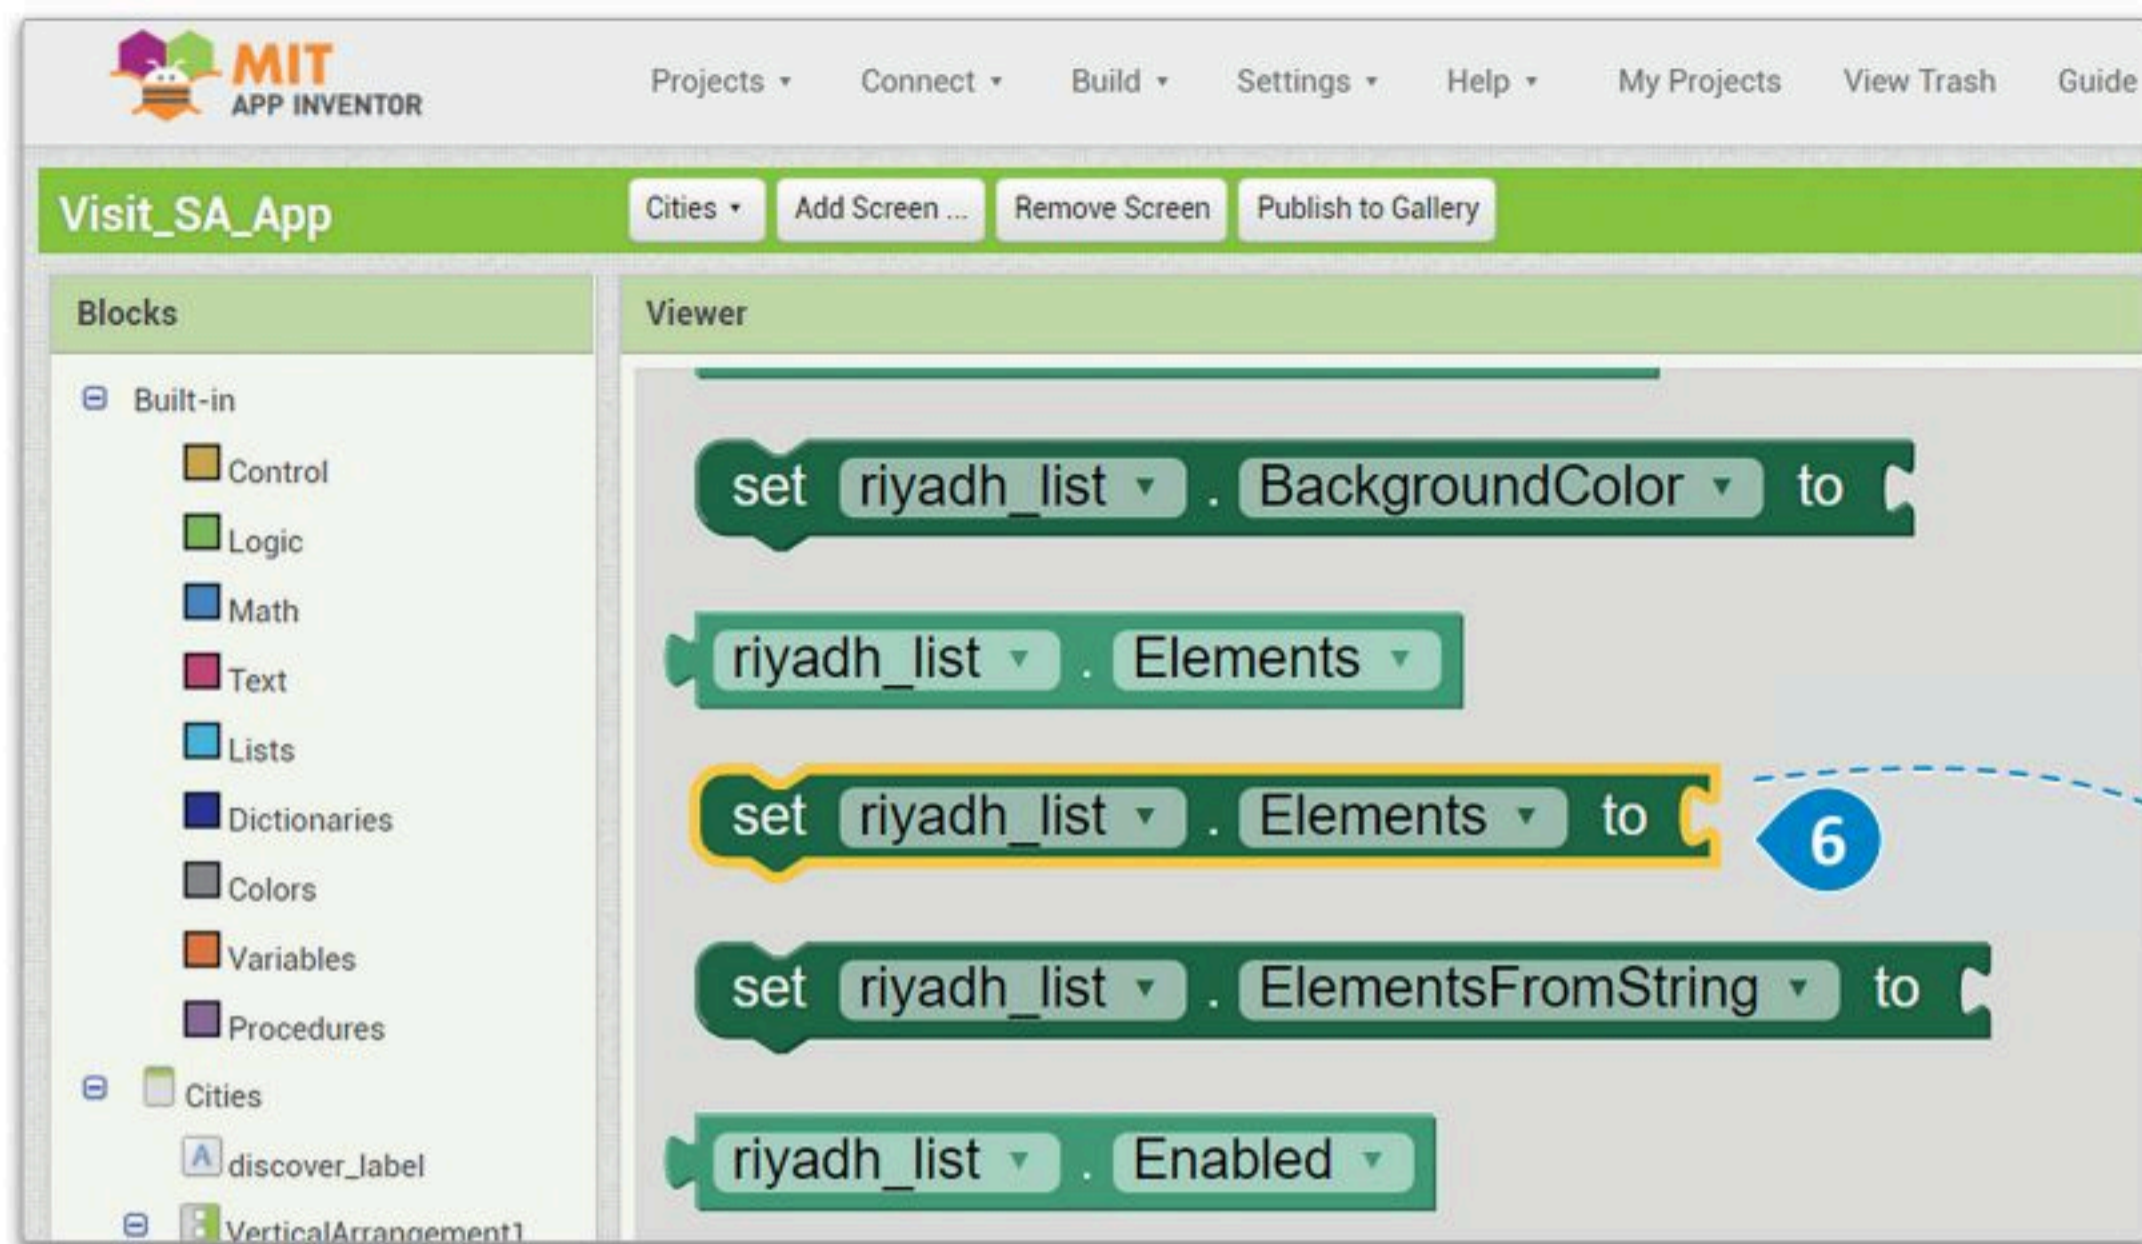 MIT
APP INVENTOR
Projects Connect Build Settings Help My Projects View Trash Guide
Visit_SA_App
Cities Add Screen ... Remove Screen Publish to Gallery
Blocks
Viewer
Built-in
Control
Logic
Math
Text
Lists
Dictionaries
Colors
Variables
Procedures
Cities
discover_label
VerticalArrangement1
set riyadh_list . BackgroundColor to
riyadh_list . Elements
set riyadh_list . Elements to
6
set riyadh_list . ElementsFromString to
riyadh_list . Enabled